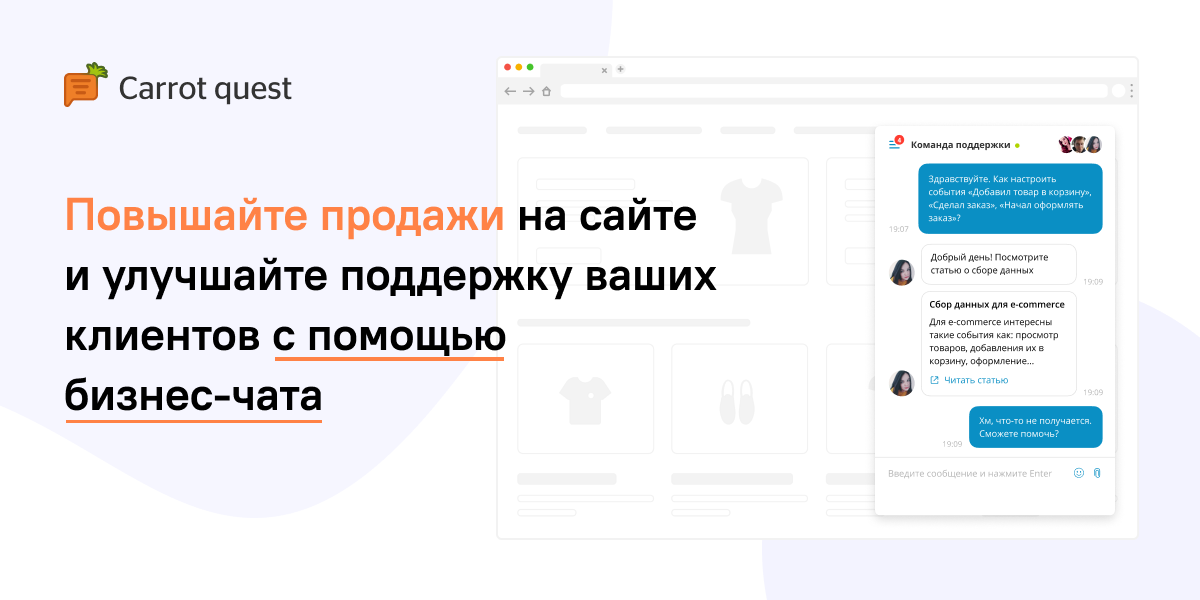 Carrot quest
Повышайте продажи на сайте
и улучшайте поддержку ваших
клиентов с помощью
бизнес-чата
4
Команда поддержки
Здравствуйте. Как настроить
события «Добавил товар в корзину»,
«Сделал заказ», «Начал оформлять
заказ»?
19:07
Добрый день! Посмотрите
статью о сборе данных
19:09
Сбор данных для e-commerce
Для e-commerce интересны
такие события как: просмотр
товаров, добавления их в
корзину, оформление...
Читать статью
19:09
Хм, что-то не получается.
Сможете помочь?
19:09
Введите сообщение и нажмите Enter